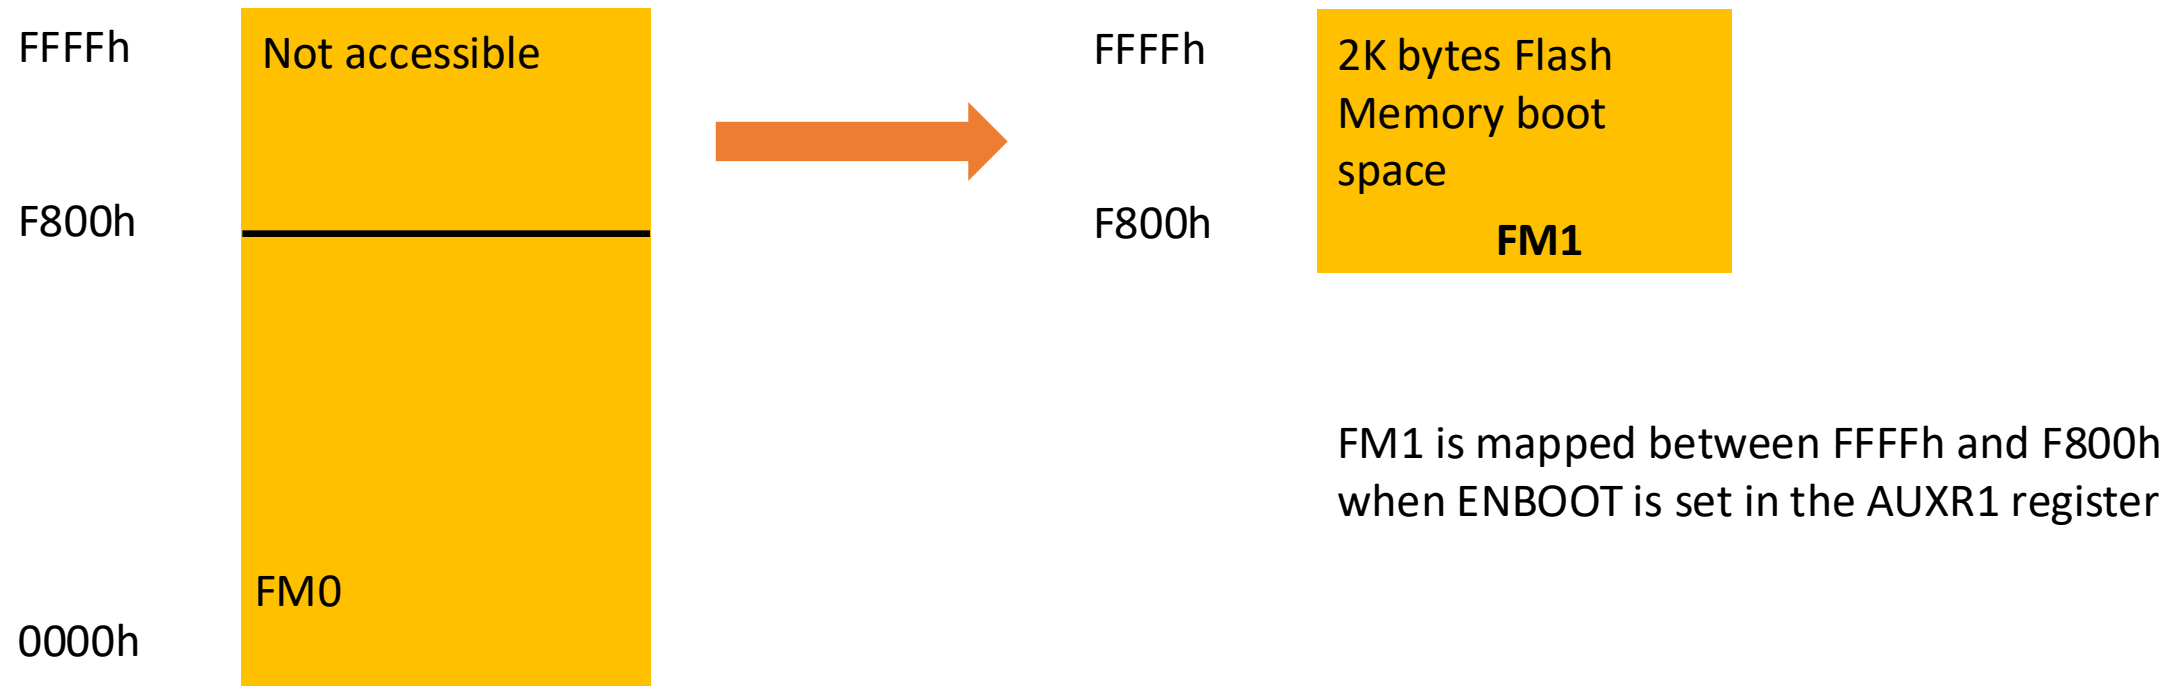 FFFFh
Not accessible
F800h
FM0
0000h
FFFFh
2K bytes Flash
Memory boot
space
F800h
FM1
FM1 is mapped between FFFFh and F800h
when ENBOOT is set in the AUXR1 register